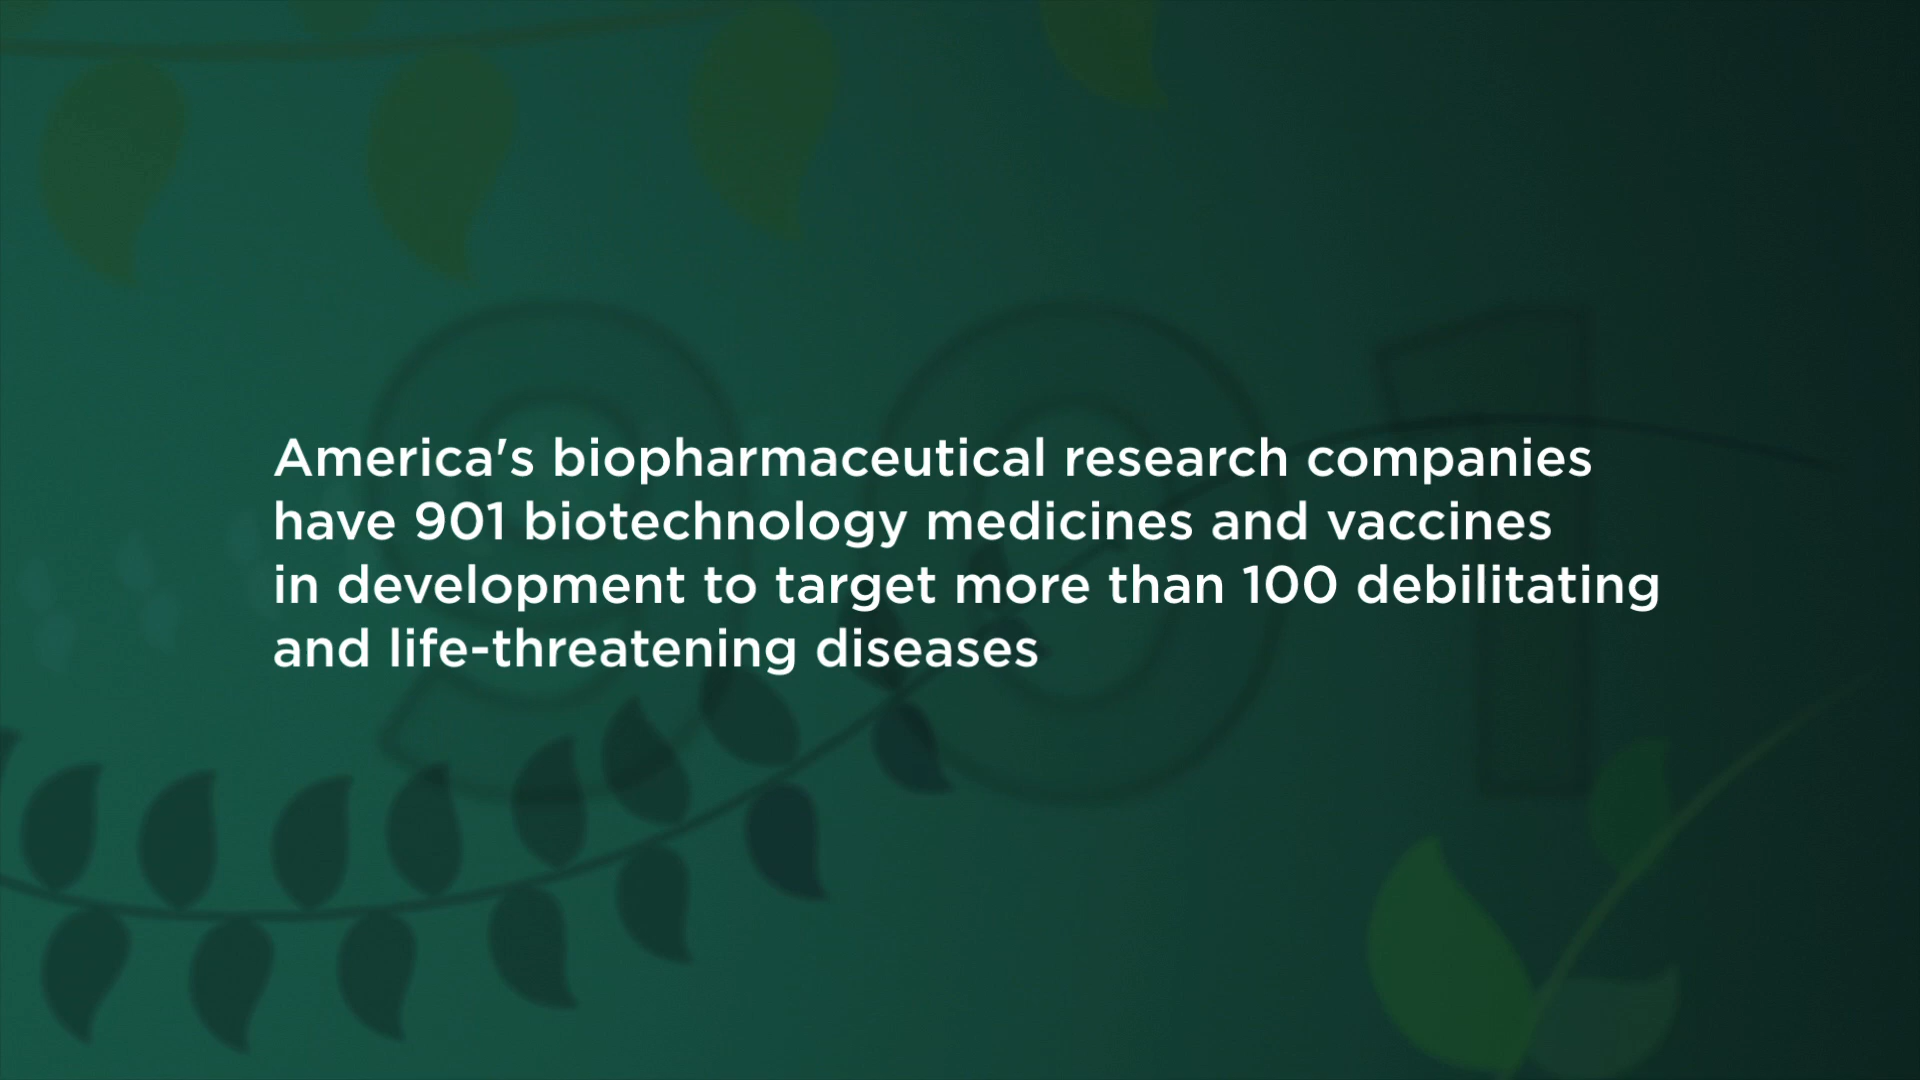 901
America's biopharmaceutical research companies
have 901 biotechnology medicines and vaccines
in development to target more than 100 debilitating
and life-threatening diseases